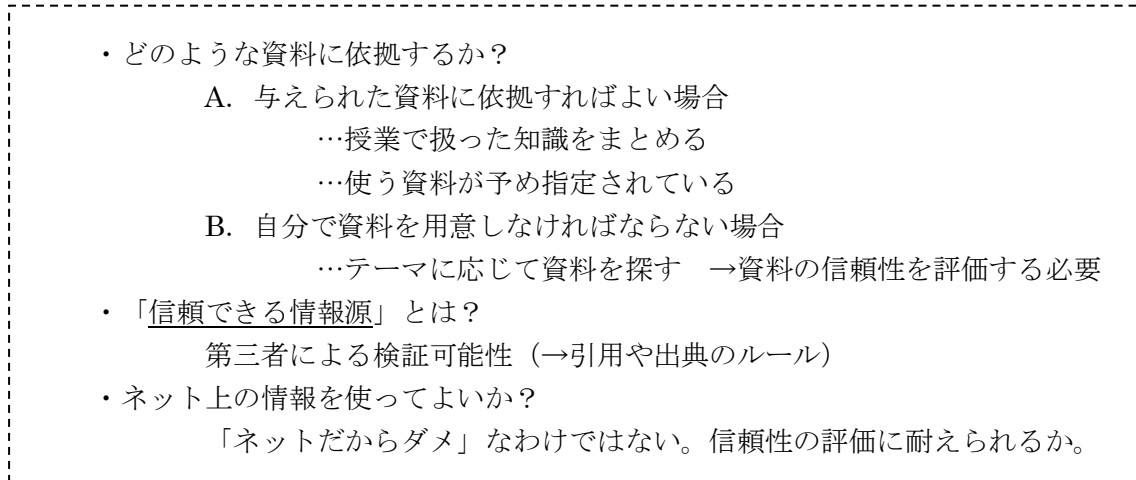 ・どのような資料に依拠するか？
A. 与えられた資料に依拠すればよい場合
…授業で扱った知識をまとめる
…使う資料が予め指定されている
B. 自分で資料を用意しなければならない場合
…テーマに応じて資料を探す　→資料の信頼性を評価する必要
・「信頼できる情報源」とは？
第三者による検証可能性（→引用や出典のルール）
・ネット上の情報を使ってよいか？
「ネットだからダメ」なわけではない。信頼性の評価に耐えられるか。